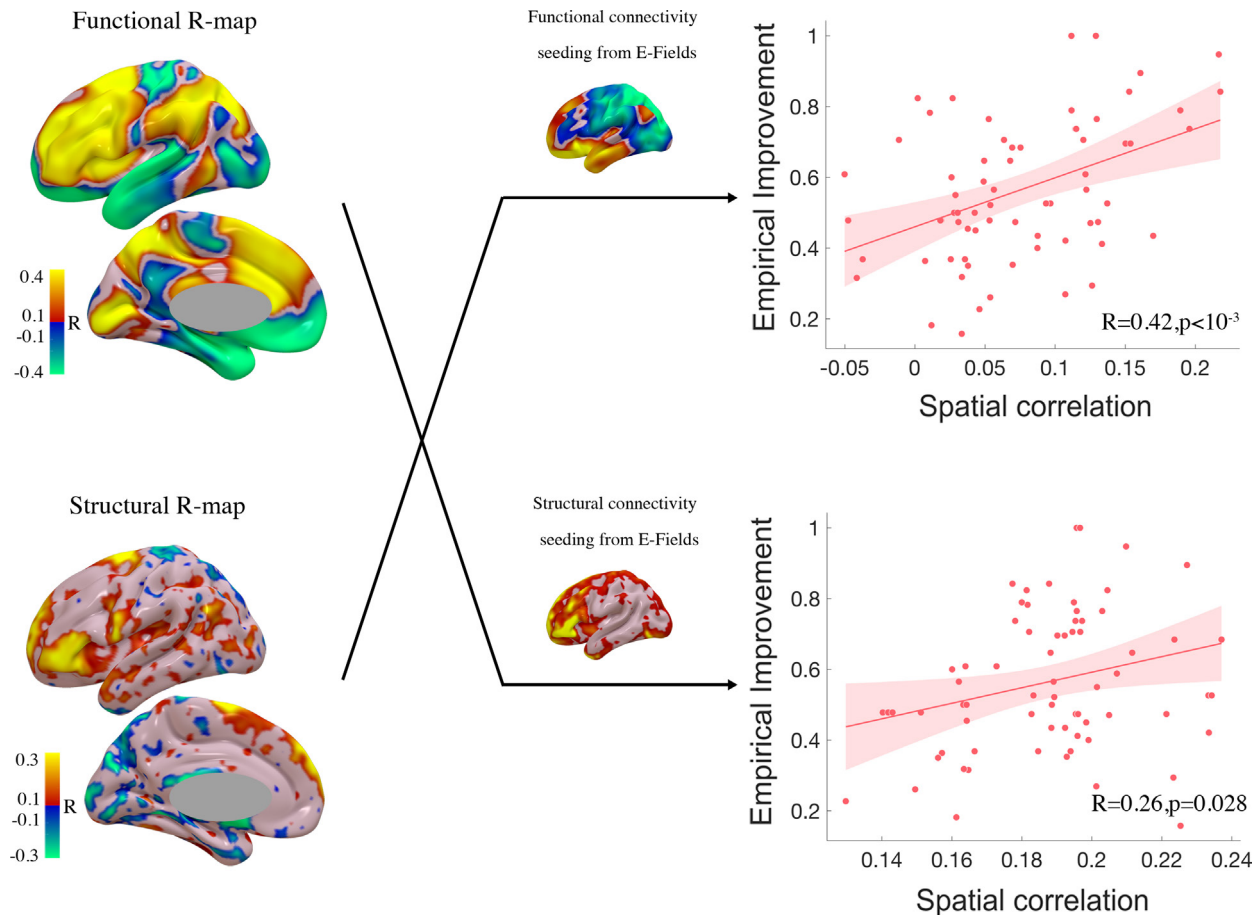 Functional R-map
0.4
0.1
R
-0.1
-0.4
Functional connectivity
seeding from E-Fields
Empirical Improvement
1
0.8
0.6
0.4
0.2
R=0.42,p<10-3
-0.05 0 0.05 0.1 0.15 0.2
Spatial correlation
Structural R-map
0.3
0.1
R
-0.1
-0.3
Structural connectivity
seeding from E-Fields
Empirical Improvement
1
0.8
0.6
0.4
0.2
R=0.26,p=0.028
0.14 0.16 0.18 0.2 0.22 0.24
Spatial correlation